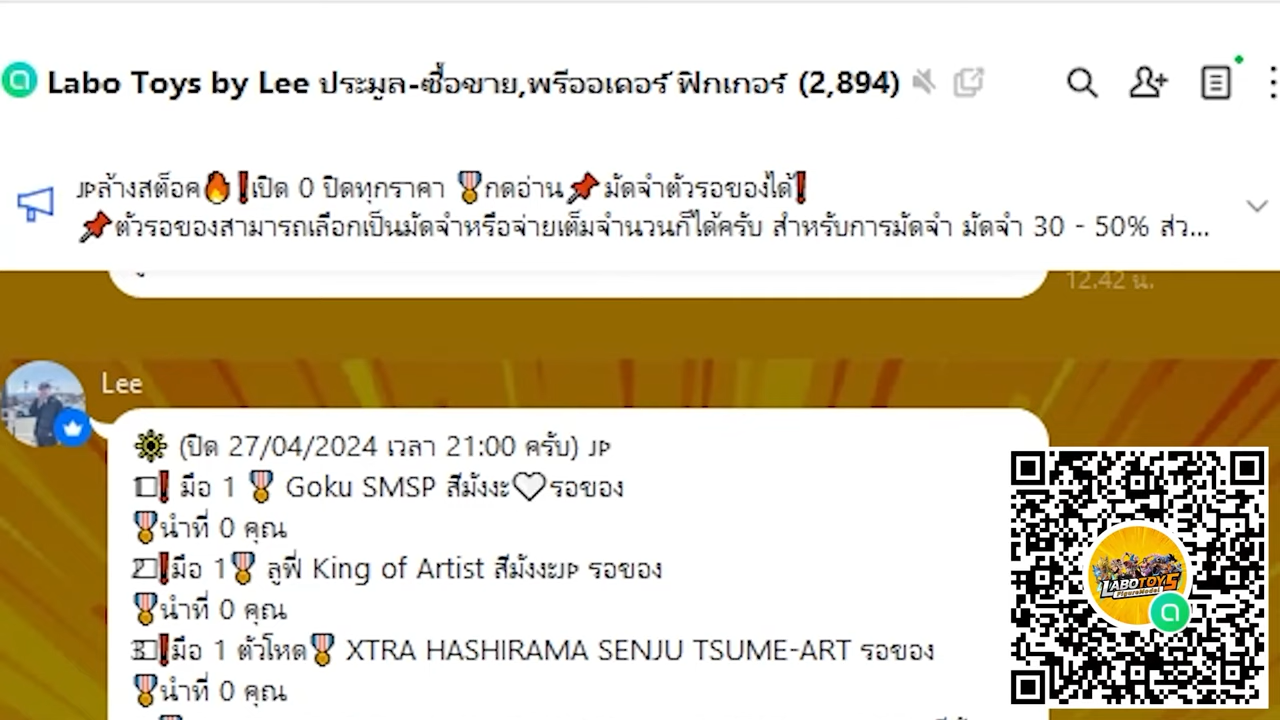 Labo Toys by Lee ประมูล-ซื้อขาย,พรีออเดอร์ ฟิกเกอร์ (2,894)
JPล้างสต็อค🔥❗เปิด 0 ปิดทุกราคา 🎖️กดอ่าน📌มัดจำตัวรอของได้❗
📌ตัวรอของสามารถเลือกเป็นมัดจำหรือจ่ายเต็มจำนวนก็ได้ครับ สำหรับการมัดจำ มัดจำ 30 - 50% ส่ว...
12.42 น.
Lee
🔆 (ปิด 27/04/2024 เวลา 21:00 ครับ) JP
1️⃣❗ มือ 1 🎖️ Goku SMSP สีมังงะ🤍รอของ
🎖️นำที่ 0 คุณ
2️⃣❗มือ 1🎖️ ลูฟี่ King of Artist สีมังงะJP รอของ
🎖️นำที่ 0 คุณ
3️⃣❗มือ 1 ตัวโหด🎖️ XTRA HASHIRAMA SENJU TSUME-ART รอของ
🎖️นำที่ 0 คุณ
LABOTOYS
FigureModel